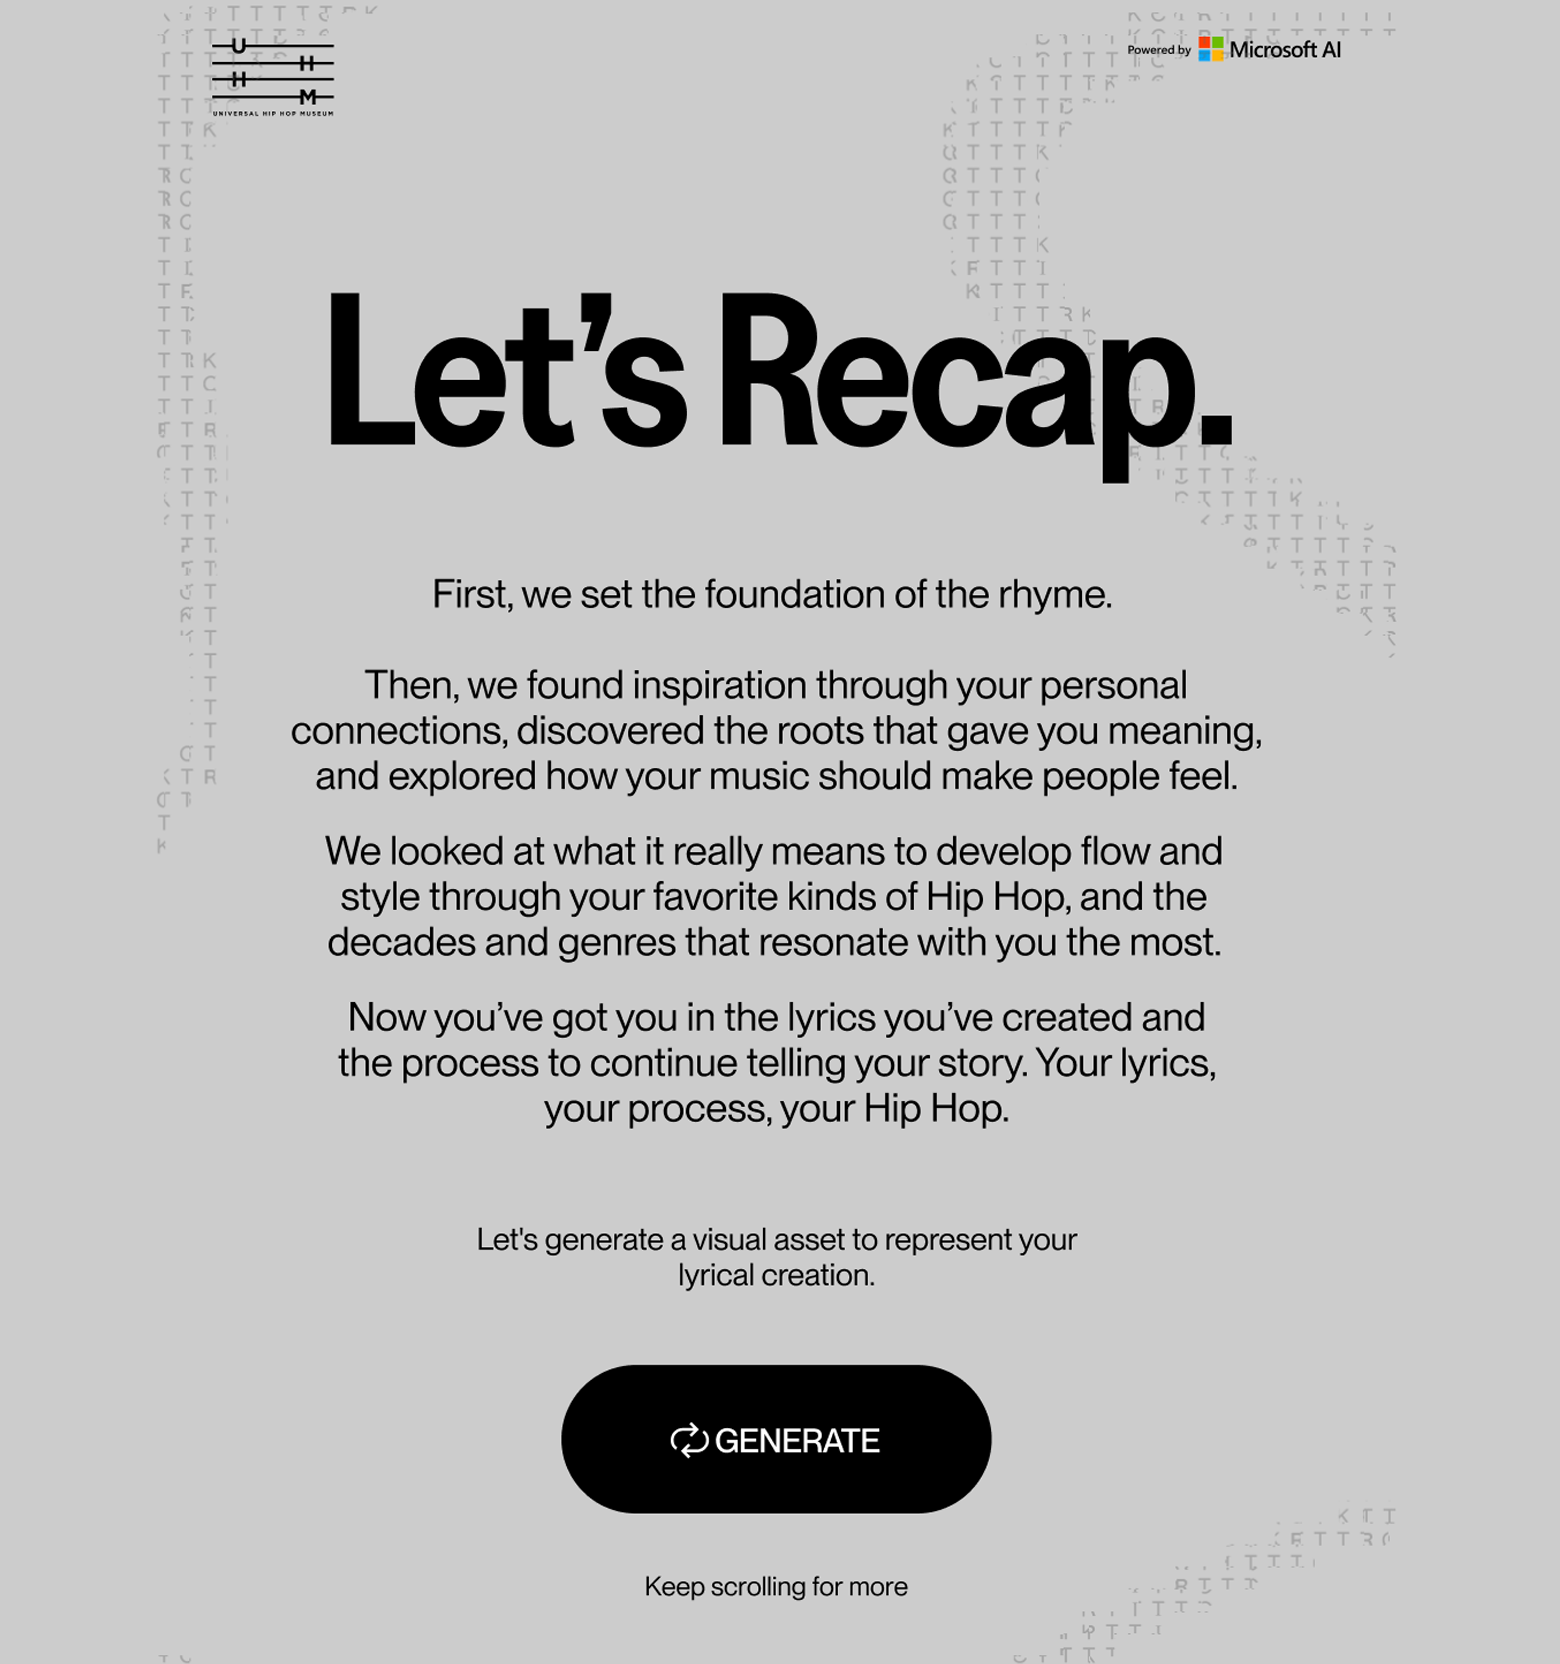 U
H
H
M
UNIVERSAL HIP HOP MUSEUM
Powered by Microsoft AI
Let’s Recap.
First, we set the foundation of the rhyme.
Then, we found inspiration through your personal
connections, discovered the roots that gave you meaning,
and explored how your music should make people feel.
We looked at what it really means to develop flow and
style through your favorite kinds of Hip Hop, and the
decades and genres that resonate with you the most.
Now you’ve got you in the lyrics you’ve created and
the process to continue telling your story. Your lyrics,
your process, your Hip Hop.
Let's generate a visual asset to represent your
lyrical creation.
GENERATE
Keep scrolling for more